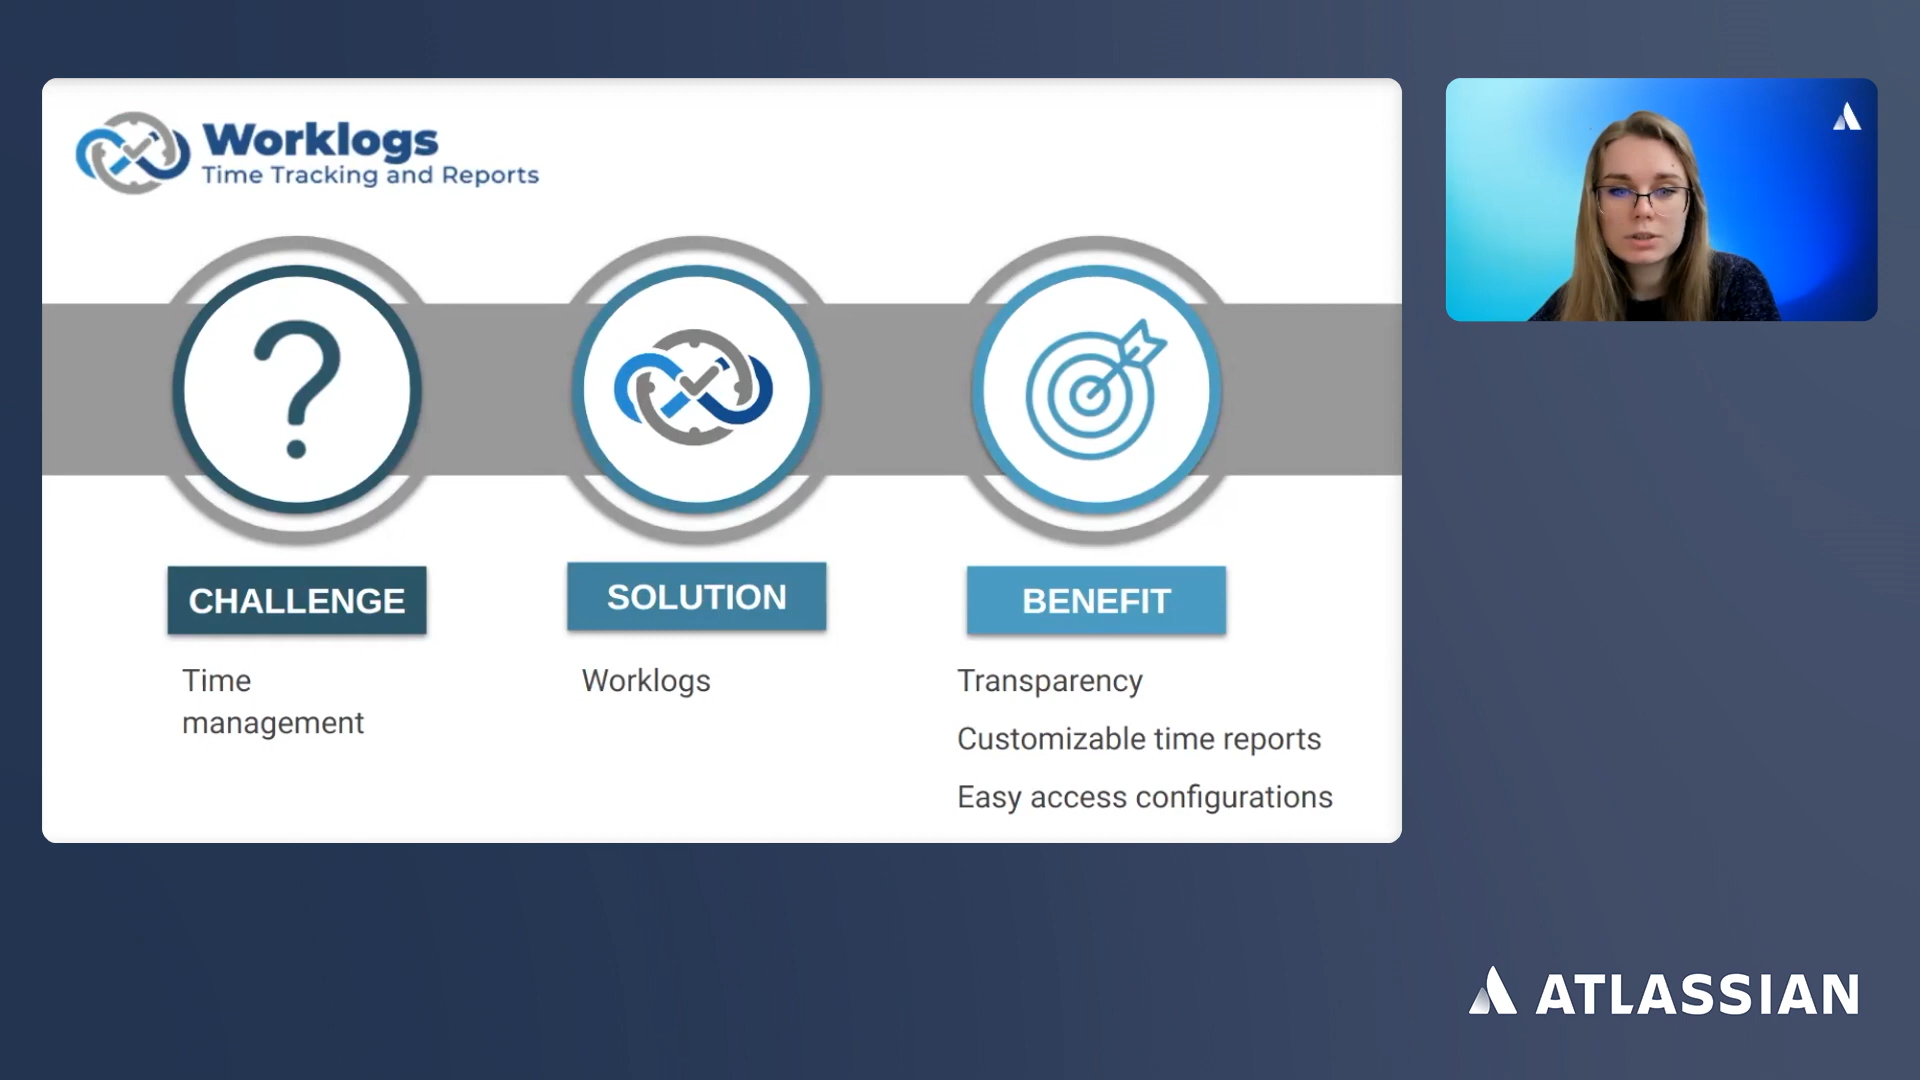 Worklogs
Time Tracking and Reports
CHALLENGE
Time
management
SOLUTION
Worklogs
BENEFIT
Transparency
Customizable time reports
Easy access configurations
ATLASSIAN